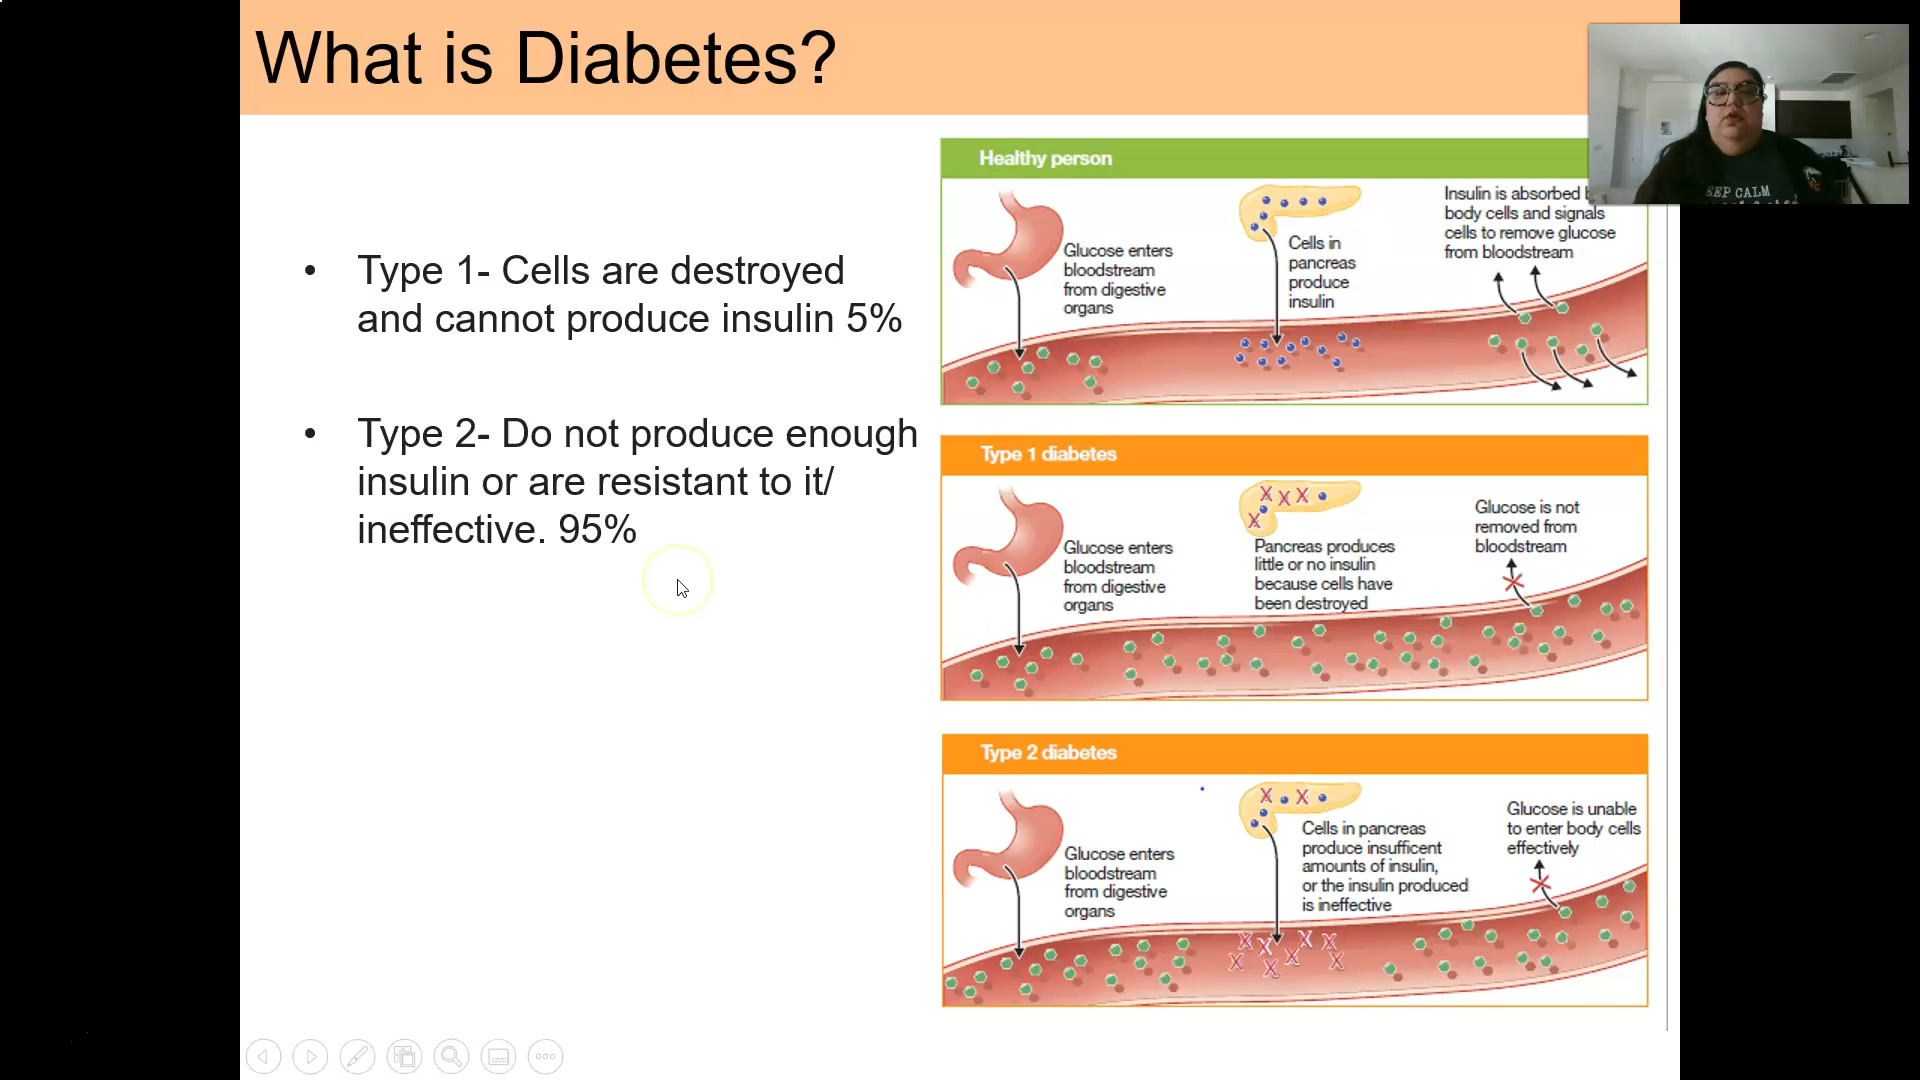 What is Diabetes?
• Type 1- Cells are destroyed
and cannot produce insulin 5%
• Type 2- Do not produce enough
insulin or are resistant to it/
ineffective. 95%
Healthy person
Glucose enters
bloodstream
from digestive
organs
Cells in
pancreas
produce
insulin
Insulin is absorbed
body cells and signals
cells to remove glucose
from bloodstream
Type 1 diabetes
Glucose enters
bloodstream
from digestive
organs
Pancreas produces
little or no insulin
because cells have
been destroyed
Glucose is not
removed from
bloodstream
Type 2 diabetes
Glucose enters
bloodstream
from digestive
organs
Cells in pancreas
produce insufficent
amounts of insulin,
or the insulin produced
is ineffective
Glucose is unable
to enter body cells
effectively
EEP CALM